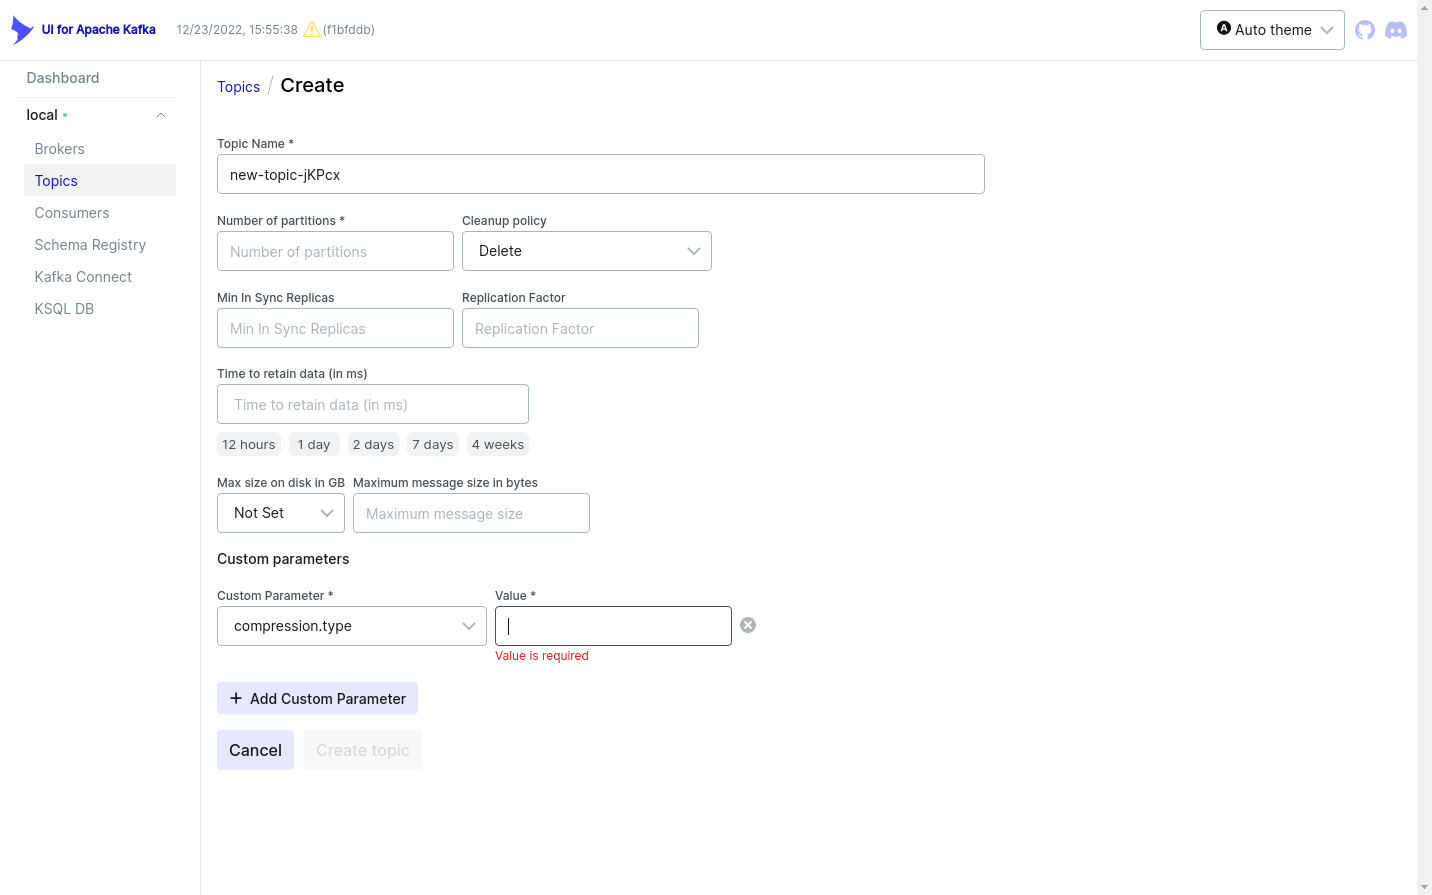 UI for Apache Kafka 12/23/2022, 15:55:38 (f1bfddb) Auto theme
Dashboard
local
Brokers
Topics
Consumers
Schema Registry
Kafka Connect
KSQL DB
Topics / Create
Topic Name *
new-topic-jKPcx
Number of partitions * Cleanup policy
Number of partitions Delete
Min In Sync Replicas Replication Factor
Min In Sync Replicas Replication Factor
Time to retain data (in ms)
Time to retain data (in ms)
12 hours 1 day 2 days 7 days 4 weeks
Max size on disk in GB Maximum message size in bytes
Not Set Maximum message size
Custom parameters
Custom Parameter * Value *
compression.type
Value is required
+ Add Custom Parameter
Cancel Create topic